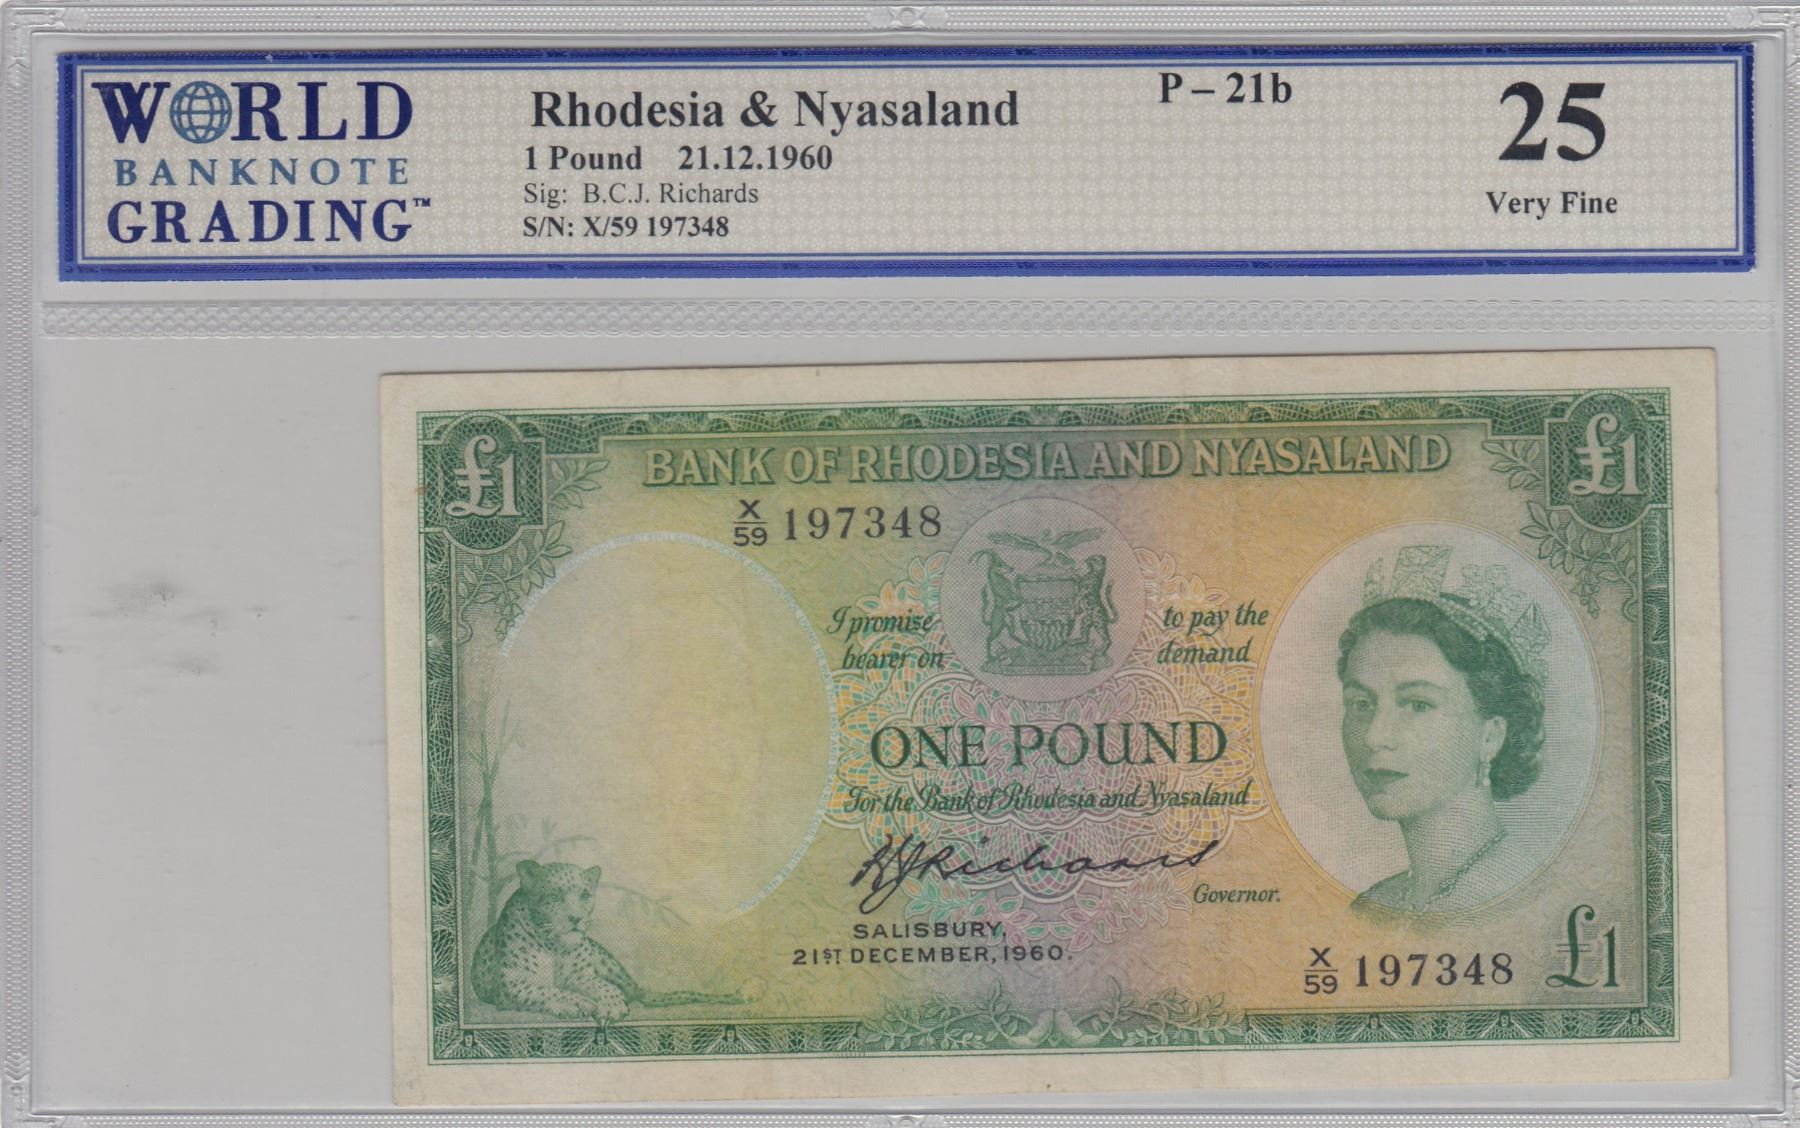 WORLD
BANKNOTE
GRADING™
Rhodesia & Nyasaland
1 Pound 21.12.1960
Sig: B.C.J. Richards
S/N: X/59 197348
P – 21b
25
Very Fine
£1
BANK OF RHODESIA AND NYASALAND
£1
X/59 197348
I promise to pay the
bearer on demand
ONE POUND
For the Bank of Rhodesia and Nyasaland
BCJRichards
Governor.
SALISBURY,
21ST DECEMBER, 1960.
X/59 197348
£1